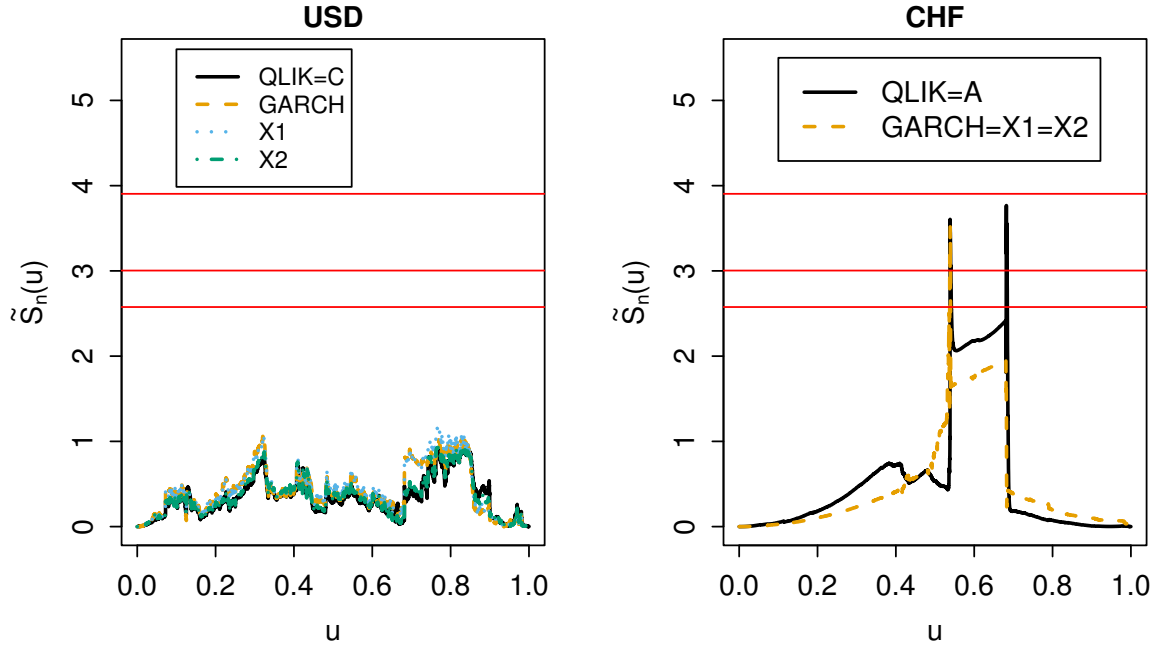 USD
QLIK=C
GARCH
X1
X2
S̃n(u)
5
4
3
2
1
0
0.0 0.2 0.4 0.6 0.8 1.0
u
CHF
QLIK=A
GARCH=X1=X2
S̃n(u)
5
4
3
2
1
0
0.0 0.2 0.4 0.6 0.8 1.0
u